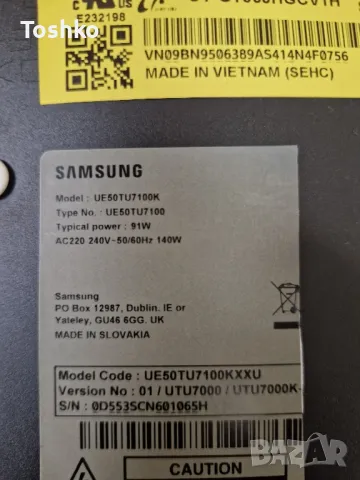 Toshko
E232198
VN09BN9506389AS414N4F0756
MADE IN VIETNAM (SEHC)
SAMSUNG
Model : UE50TU7100K
Type No. : UE50TU7100
Typical power : 91W
AC220 240V~50/60Hz 140W
Samsung
PO Box 12987, Dublin. IE or
Yateley, GU46 6GG. UK
MADE IN SLOVAKIA
Model Code : UE50TU7100KXXU
Version No : 01 / UTU7000 / UTU7000K-
S/N : 0D553SCN601065H
CAUTION
BAZAR